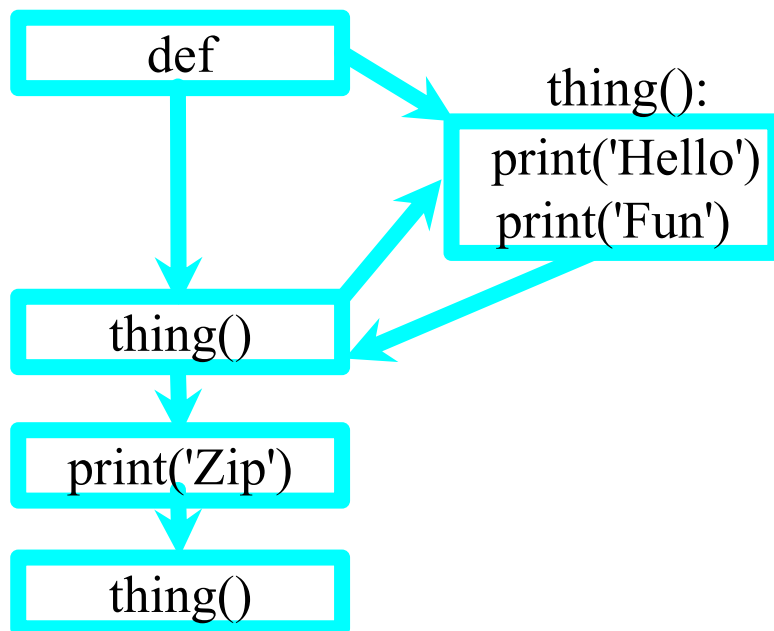 def
thing():
print('Hello')
print('Fun')
thing()
print('Zip')
thing()